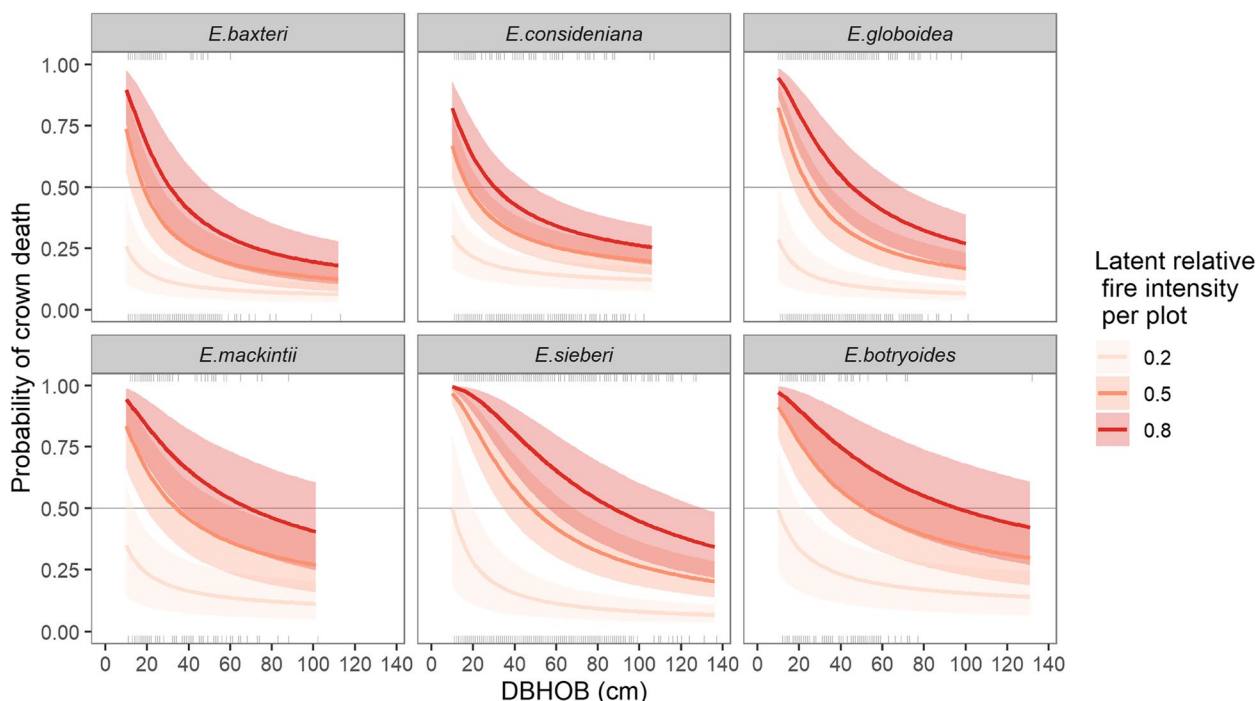 E.baxteri
E.consideniana
E.globoidea
1.00
0.75
0.50
0.25
0.00
E.mackintii
E.sieberi
E.botryoides
1.00
0.75
0.50
0.25
0.00
0 20 40 60 80 100 120 140
0 20 40 60 80 100 120 140
0 20 40 60 80 100 120 140
Probability of crown death
DBHOB (cm)
Latent relative
fire intensity
per plot
0.2
0.5
0.8